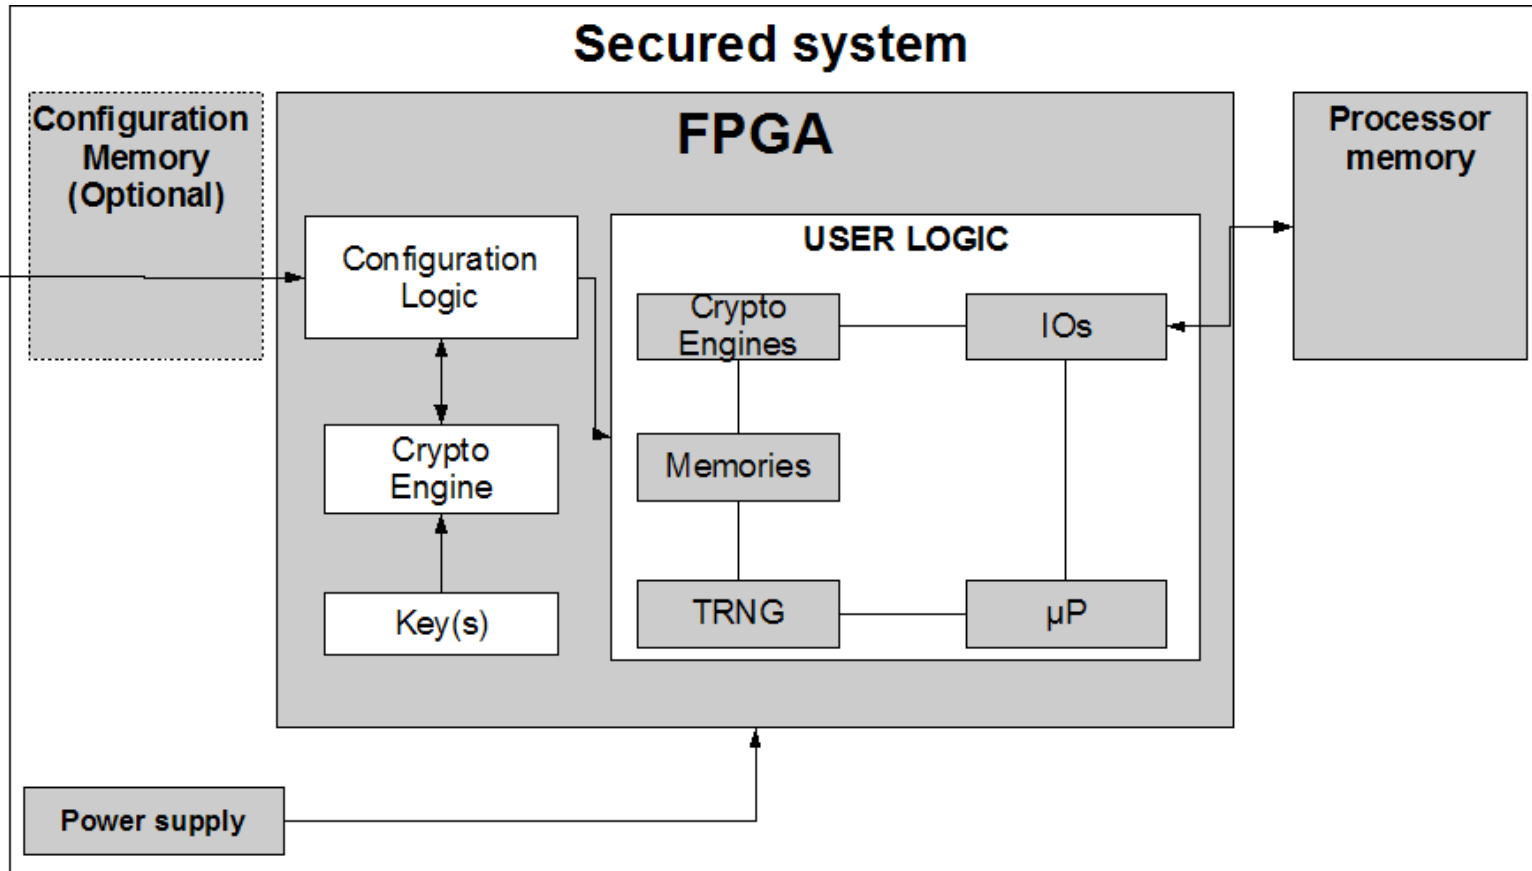 Secured system
Configuration
Memory
(Optional)
FPGA
Processor
memory
Configuration
Logic
USER LOGIC
Crypto
Engines
IOs
Crypto
Engine
Memories
Key(s)
TRNG
µP
Power supply